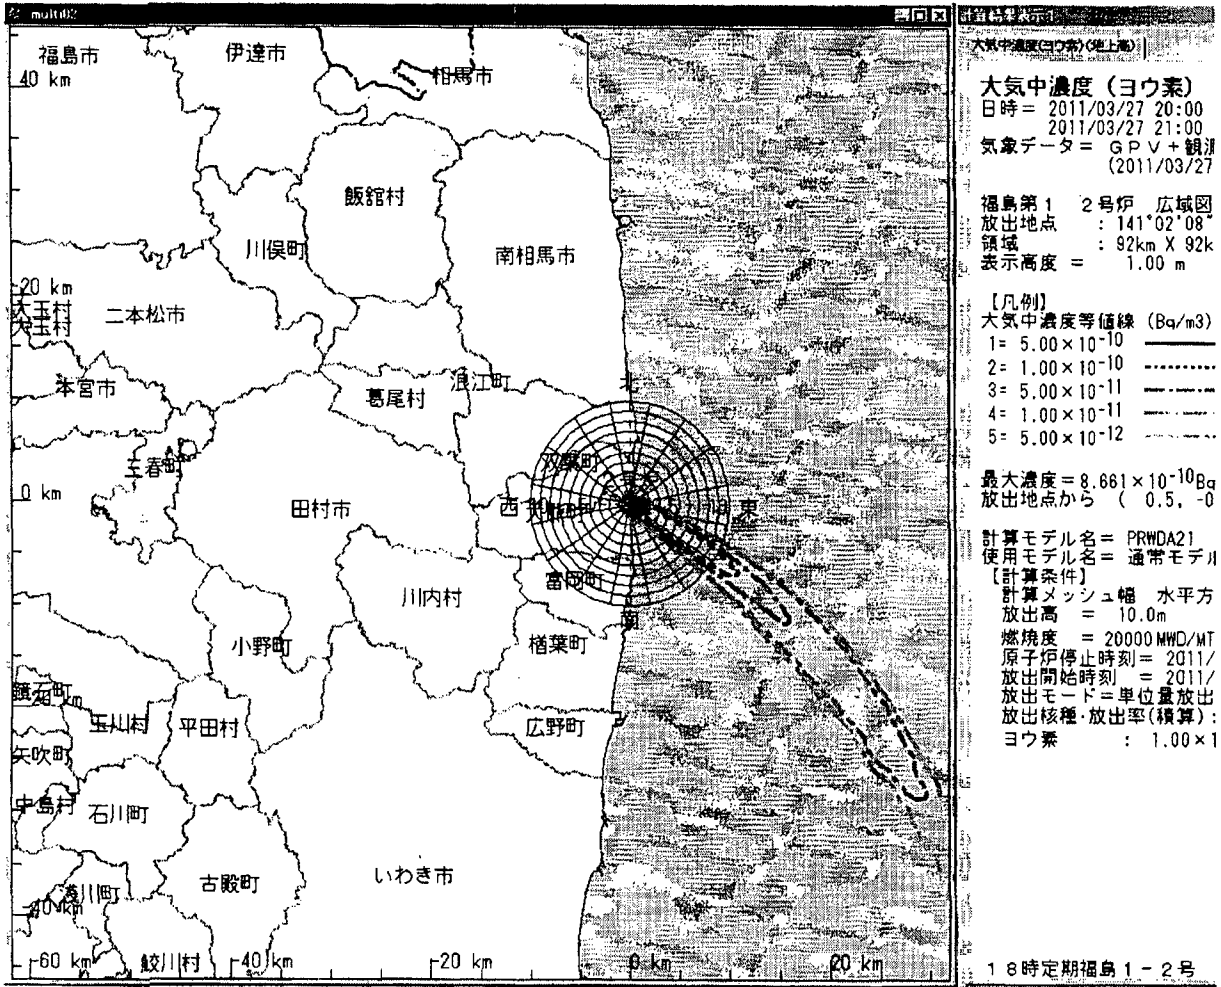 multi02
福島市
伊達市
相馬市
40 km
飯舘村
川俣町
南相馬市
20 km
大玉村
大玉村
二本松市
本宮市
葛尾村
浪江町
北
三春町
双葉町
0 km
田村市
西
東
富岡町
川内村
南
小野町
楢葉町
鏡石町
玉川村
平田村
広野町
矢吹町
中島村
石川町
古殿町
いわき市
浅川町
-40 km
鮫川村
-60 km
-40 km
-20 km
0 km
20 km
計算結果表示
大気中濃度(ヨウ素)(地上高)
大気中濃度(ヨウ素)
日時= 2011/03/27 20:00
2011/03/27 21:00
気象データ= GPV+観測
(2011/03/27
福島第1 2号炉 広域図
放出地点 : 141°02'08"
領域 : 92km X 92k
表示高度 = 1.00 m
【凡例】
大気中濃度等値線 (Bq/m3)
1= 5.00×10-10
2= 1.00×10-10
3= 5.00×10-11
4= 1.00×10-11
5= 5.00×10-12
最大濃度=8.661×10-10Bq
放出地点から ( 0.5, -0
計算モデル名= PRWDA21
使用モデル名= 通常モデル
【計算条件】
計算メッシュ幅 水平方
放出高 = 10.0m
燃焼度 = 20000MWD/MT
原子炉停止時刻= 2011/
放出開始時刻 = 2011/
放出モード=単位量放出
放出核種・放出率(積算):
ヨウ素 : 1.00×1
18時定期福島1-2号